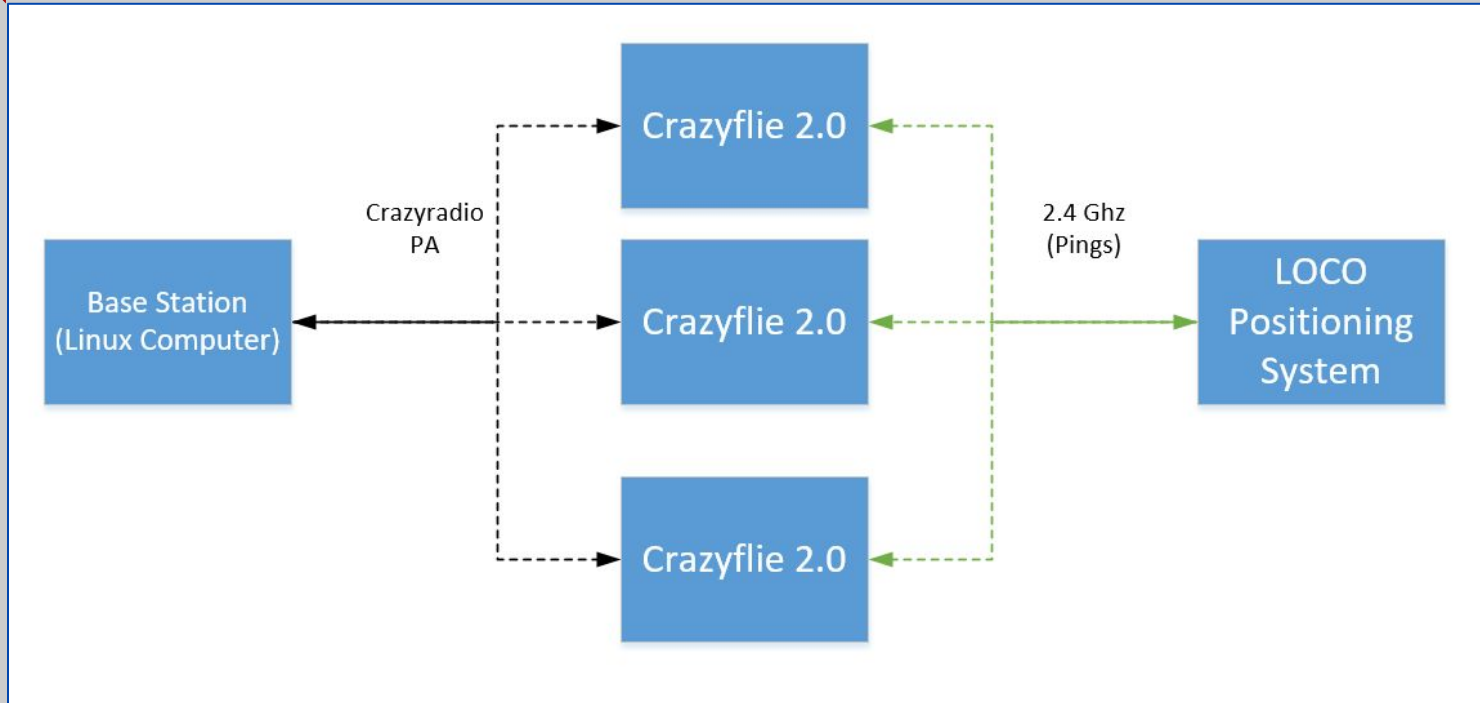 Crazyflie 2.0
Crazyradio
PA
2.4 Ghz
(Pings)
Base Station
(Linux Computer)
Crazyflie 2.0
LOCO
Positioning
System
Crazyflie 2.0